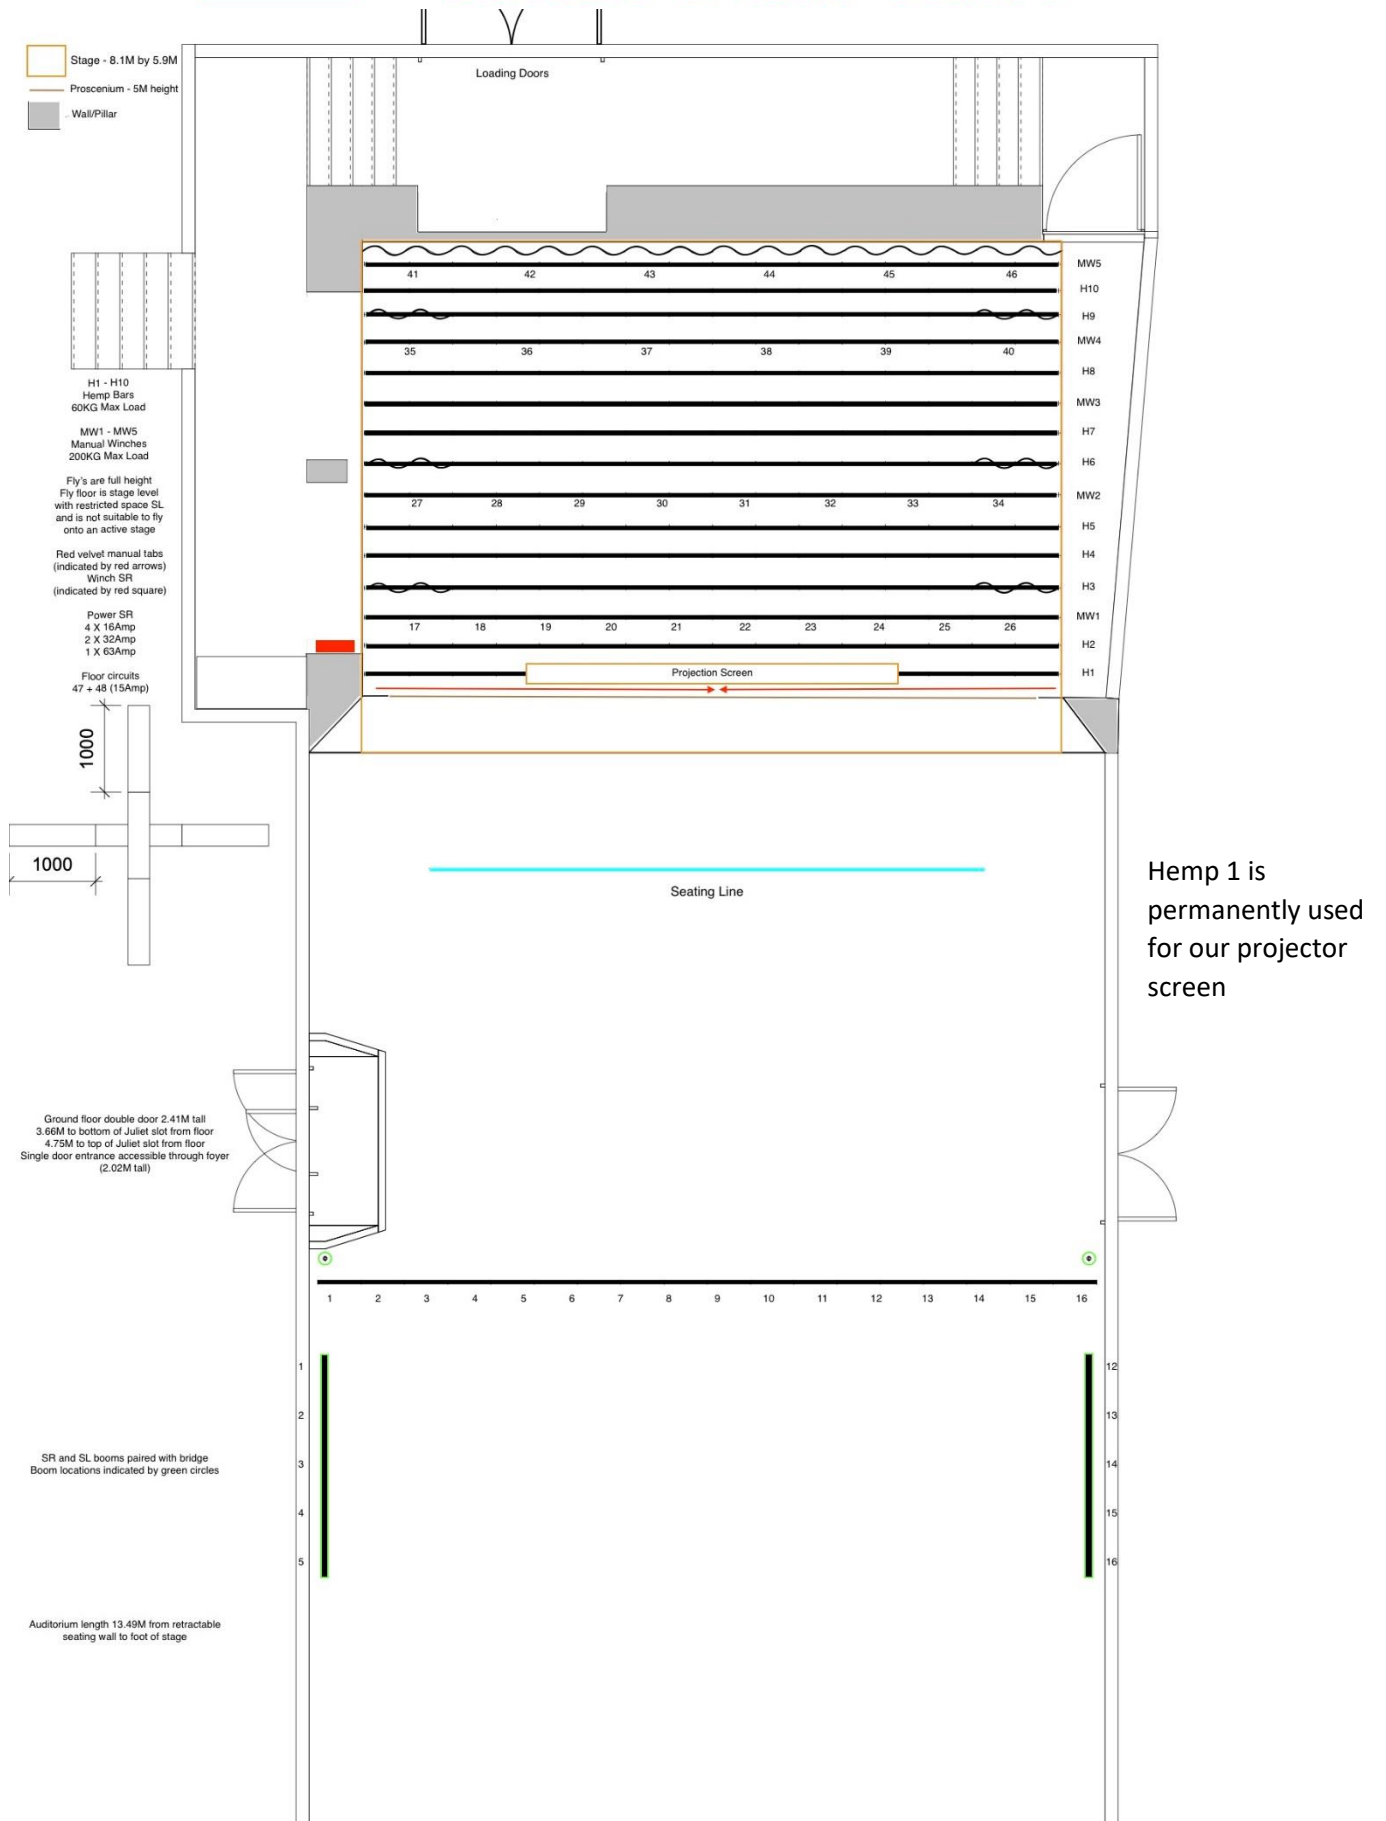 Stage - 8.1M by 5.9M
Proscenium - 5M height
Wall/Pillar
Loading Doors
41 42 43 44 45 46
MW5
H10
H9
MW4
35 36 37 38 39 40
H8
MW3
H7
H6
MW2
27 28 29 30 31 32 33 34
H5
H4
H3
MW1
17 18 19 20 21 22 23 24 25 26
H2
Projection Screen
H1
H1 - H10
Hemp Bars
60KG Max Load
MW1 - MW5
Manual Winches
200KG Max Load
Fly's are full height
Fly floor is stage level
with restricted space SL
and is not suitable to fly
onto an active stage
Red velvet manual tabs
(indicated by red arrows)
Winch SR
(indicated by red square)
Power SR
4 X 16Amp
2 X 32Amp
1 X 63Amp
Floor circuits
47 + 48 (15Amp)
1000
1000
Seating Line
Hemp 1 is
permanently used
for our projector
screen
Ground floor double door 2.41M tall
3.66M to bottom of Juliet slot from floor
4.75M to top of Juliet slot from floor
Single door entrance accessible through foyer
(2.02M tall)
1 2 3 4 5 6 7 8 9 10 11 12 13 14 15 16
1
2
3
4
5
12
13
14
15
16
SR and SL booms paired with bridge
Boom locations indicated by green circles
Auditorium length 13.49M from retractable
seating wall to foot of stage